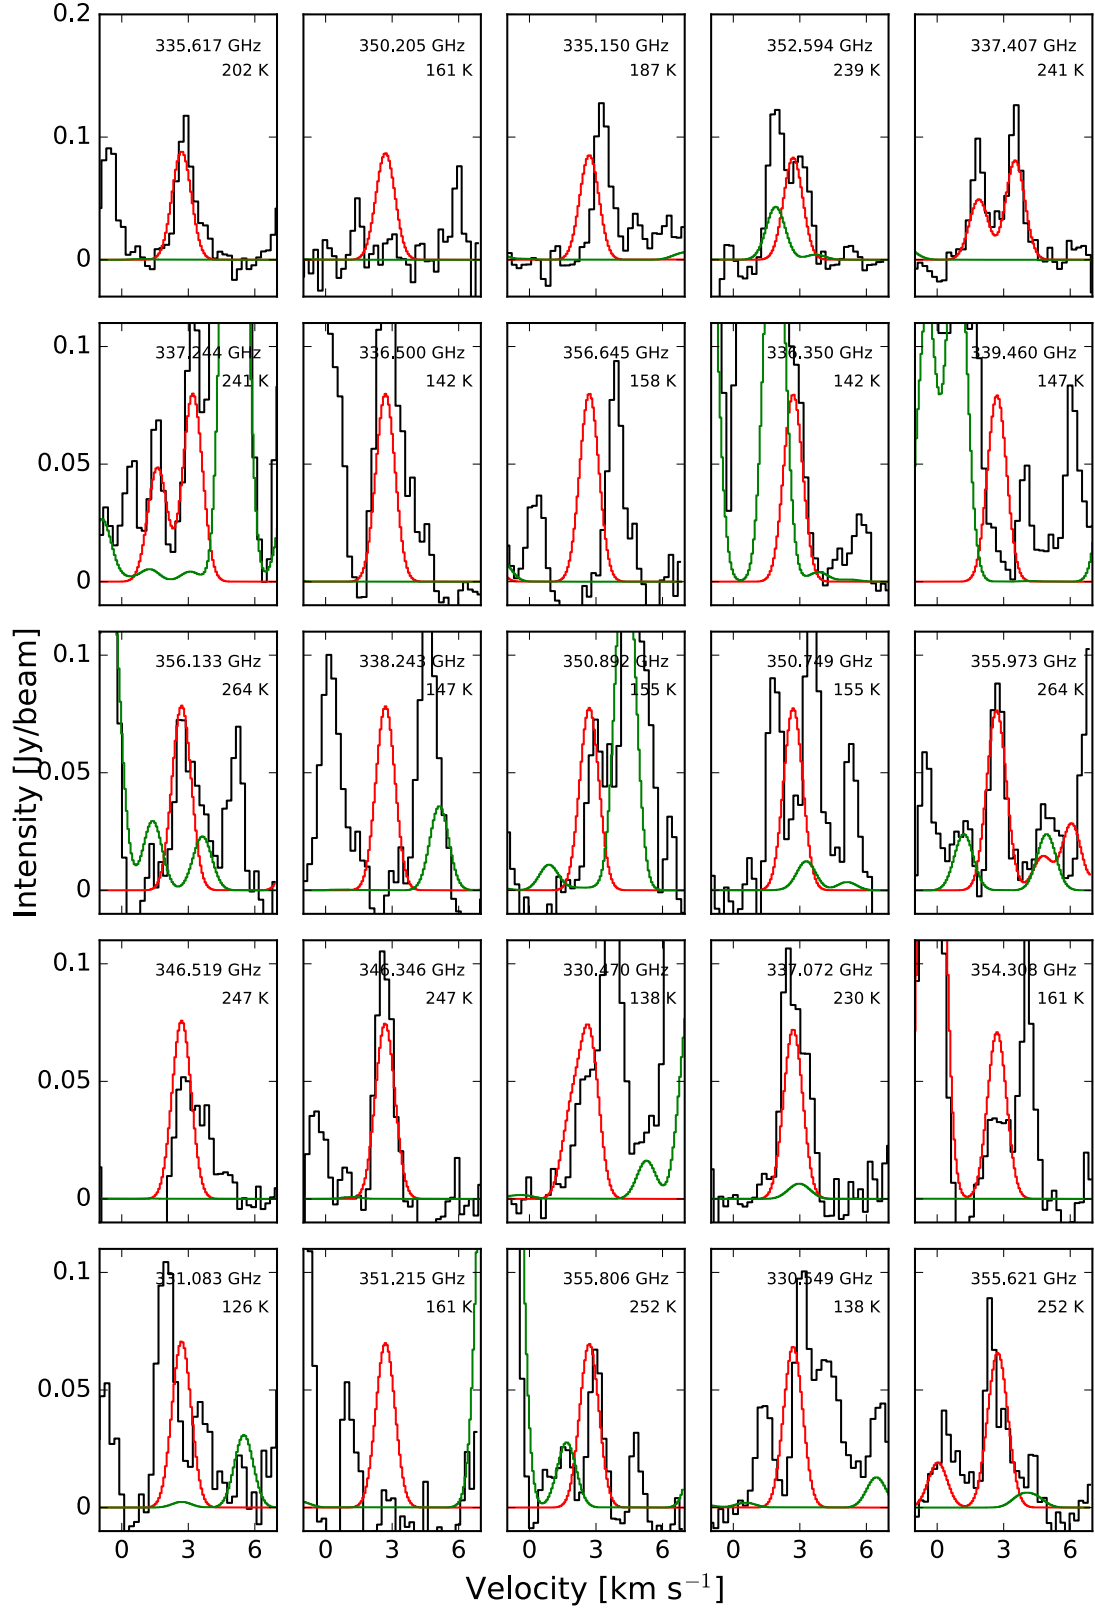 0.2
335.617 GHz 350.205 GHz 335.150 GHz 352.594 GHz 337.407 GHz
202 K 161 K 187 K 239 K 241 K
0.1
0
0.1
337.244 GHz 336.500 GHz 356.645 GHz 336.350 GHz 339.460 GHz
241 K 142 K 158 K 142 K 147 K
0.05
0
0.1
356.133 GHz 338.243 GHz 350.892 GHz 350.749 GHz 355.973 GHz
264 K 147 K 155 K 155 K 264 K
0.05
0
Intensity [Jy/beam]
0.1
346.519 GHz 346.346 GHz 330.470 GHz 337.072 GHz 354.308 GHz
247 K 247 K 138 K 230 K 161 K
0.05
0
0.1
331.083 GHz 351.215 GHz 355.806 GHz 330.549 GHz 355.621 GHz
126 K 161 K 252 K 138 K 252 K
0.05
0
0 3 6 0 3 6 0 3 6 0 3 6 0 3 6
Velocity [km s⁻¹]